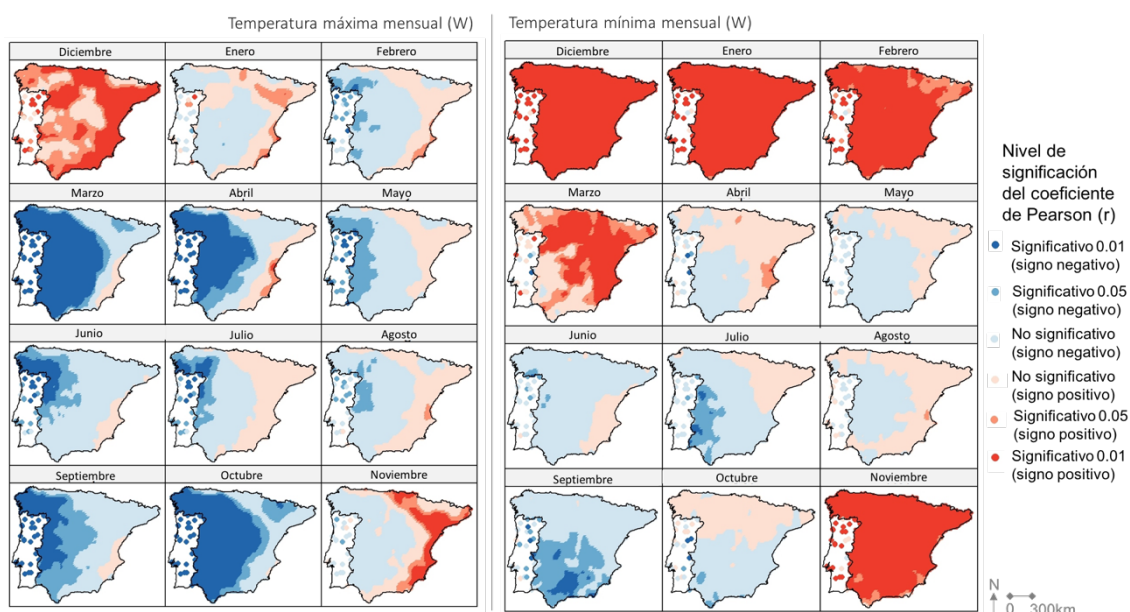 Temperatura máxima mensual (W)
Diciembre Enero Febrero
Marzo Abril Mayo
Junio Julio Agosto
Septiembre Octubre Noviembre
Temperatura mínima mensual (W)
Diciembre Enero Febrero
Marzo Abril Mayo
Junio Julio Agosto
Septiembre Octubre Noviembre
Nivel de
significación
del coeficiente
de Pearson (r)
Significativo 0.01
(signo negativo)
Significativo 0.05
(signo negativo)
No significativo
(signo negativo)
No significativo
(signo positivo)
Significativo 0.05
(signo positivo)
Significativo 0.01
(signo positivo)
N
0 300km